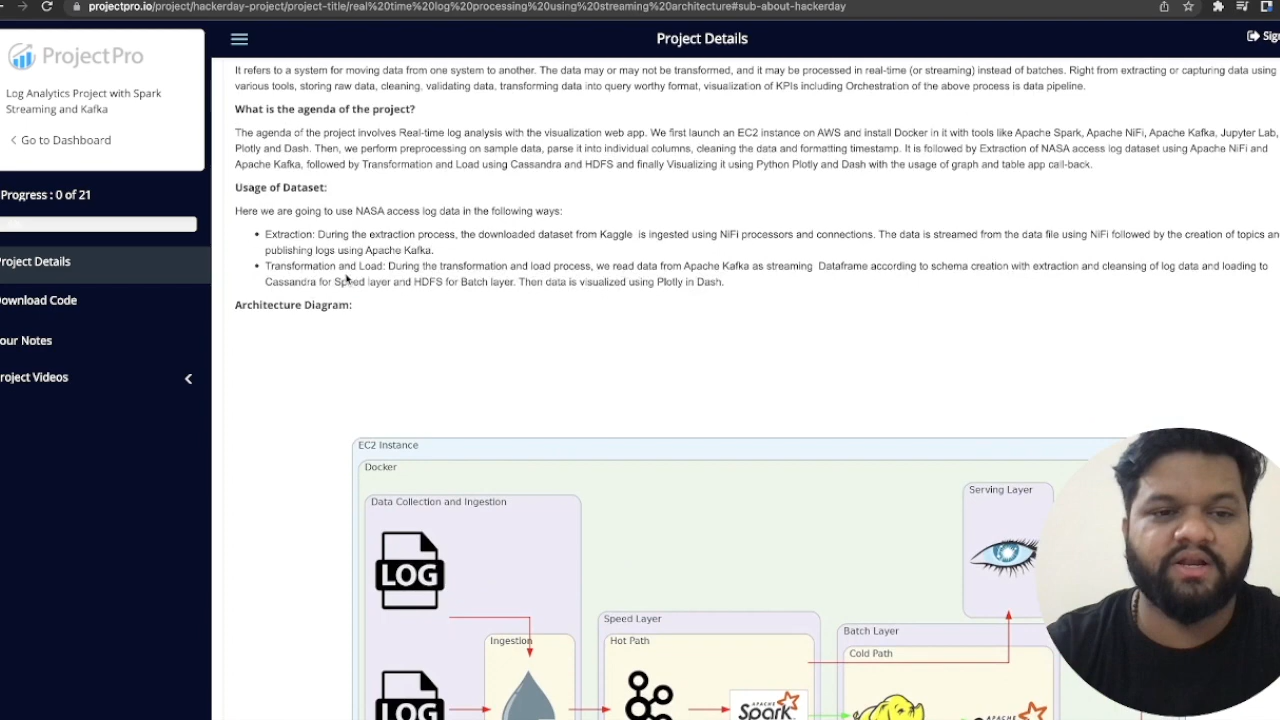 projectpro.io/project/hackerday-project/project-title/real%20time%20log%20processing%20using%20streaming%20architecture#sub-about-hackerday
ProjectPro
Log Analytics Project with Spark
Streaming and Kafka
Go to Dashboard
Progress : 0 of 21
roject Details
ownload Code
our Notes
roject Videos
Project Details
Sig
It refers to a system for moving data from one system to another. The data may or may not be transformed, and it may be processed in real-time (or streaming) instead of batches. Right from extracting or capturing data using
various tools, storing raw data, cleaning, validating data, transforming data into query worthy format, visualization of KPIs including Orchestration of the above process is data pipeline.
What is the agenda of the project?
The agenda of the project involves Real-time log analysis with the visualization web app. We first launch an EC2 instance on AWS and install Docker in it with tools like Apache Spark, Apache NiFi, Apache Kafka, Jupyter Lab,
Plotly and Dash. Then, we perform preprocessing on sample data, parse it into individual columns, cleaning the data and formatting timestamp. It is followed by Extraction of NASA access log dataset using Apache NiFi and
Apache Kafka, followed by Transformation and Load using Cassandra and HDFS and finally Visualizing it using Python Plotly and Dash with the usage of graph and table app call-back.
Usage of Dataset:
Here we are going to use NASA access log data in the following ways:
• Extraction: During the extraction process, the downloaded dataset from Kaggle is ingested using NiFi processors and connections. The data is streamed from the data file using NiFi followed by the creation of topics an
publishing logs using Apache Kafka.
• Transformation and Load: During the transformation and load process, we read data from Apache Kafka as streaming Dataframe according to schema creation with extraction and cleansing of log data and loading to
Cassandra for Speed layer and HDFS for Batch layer. Then data is visualized using Plotly in Dash.
Architecture Diagram:
EC2 Instance
Docker
Data Collection and Ingestion
Serving Layer
LOG
Speed Layer
Batch Layer
Ingestion
Hot Path
Cold Path
LOG
APACHE
Spark
APACHE